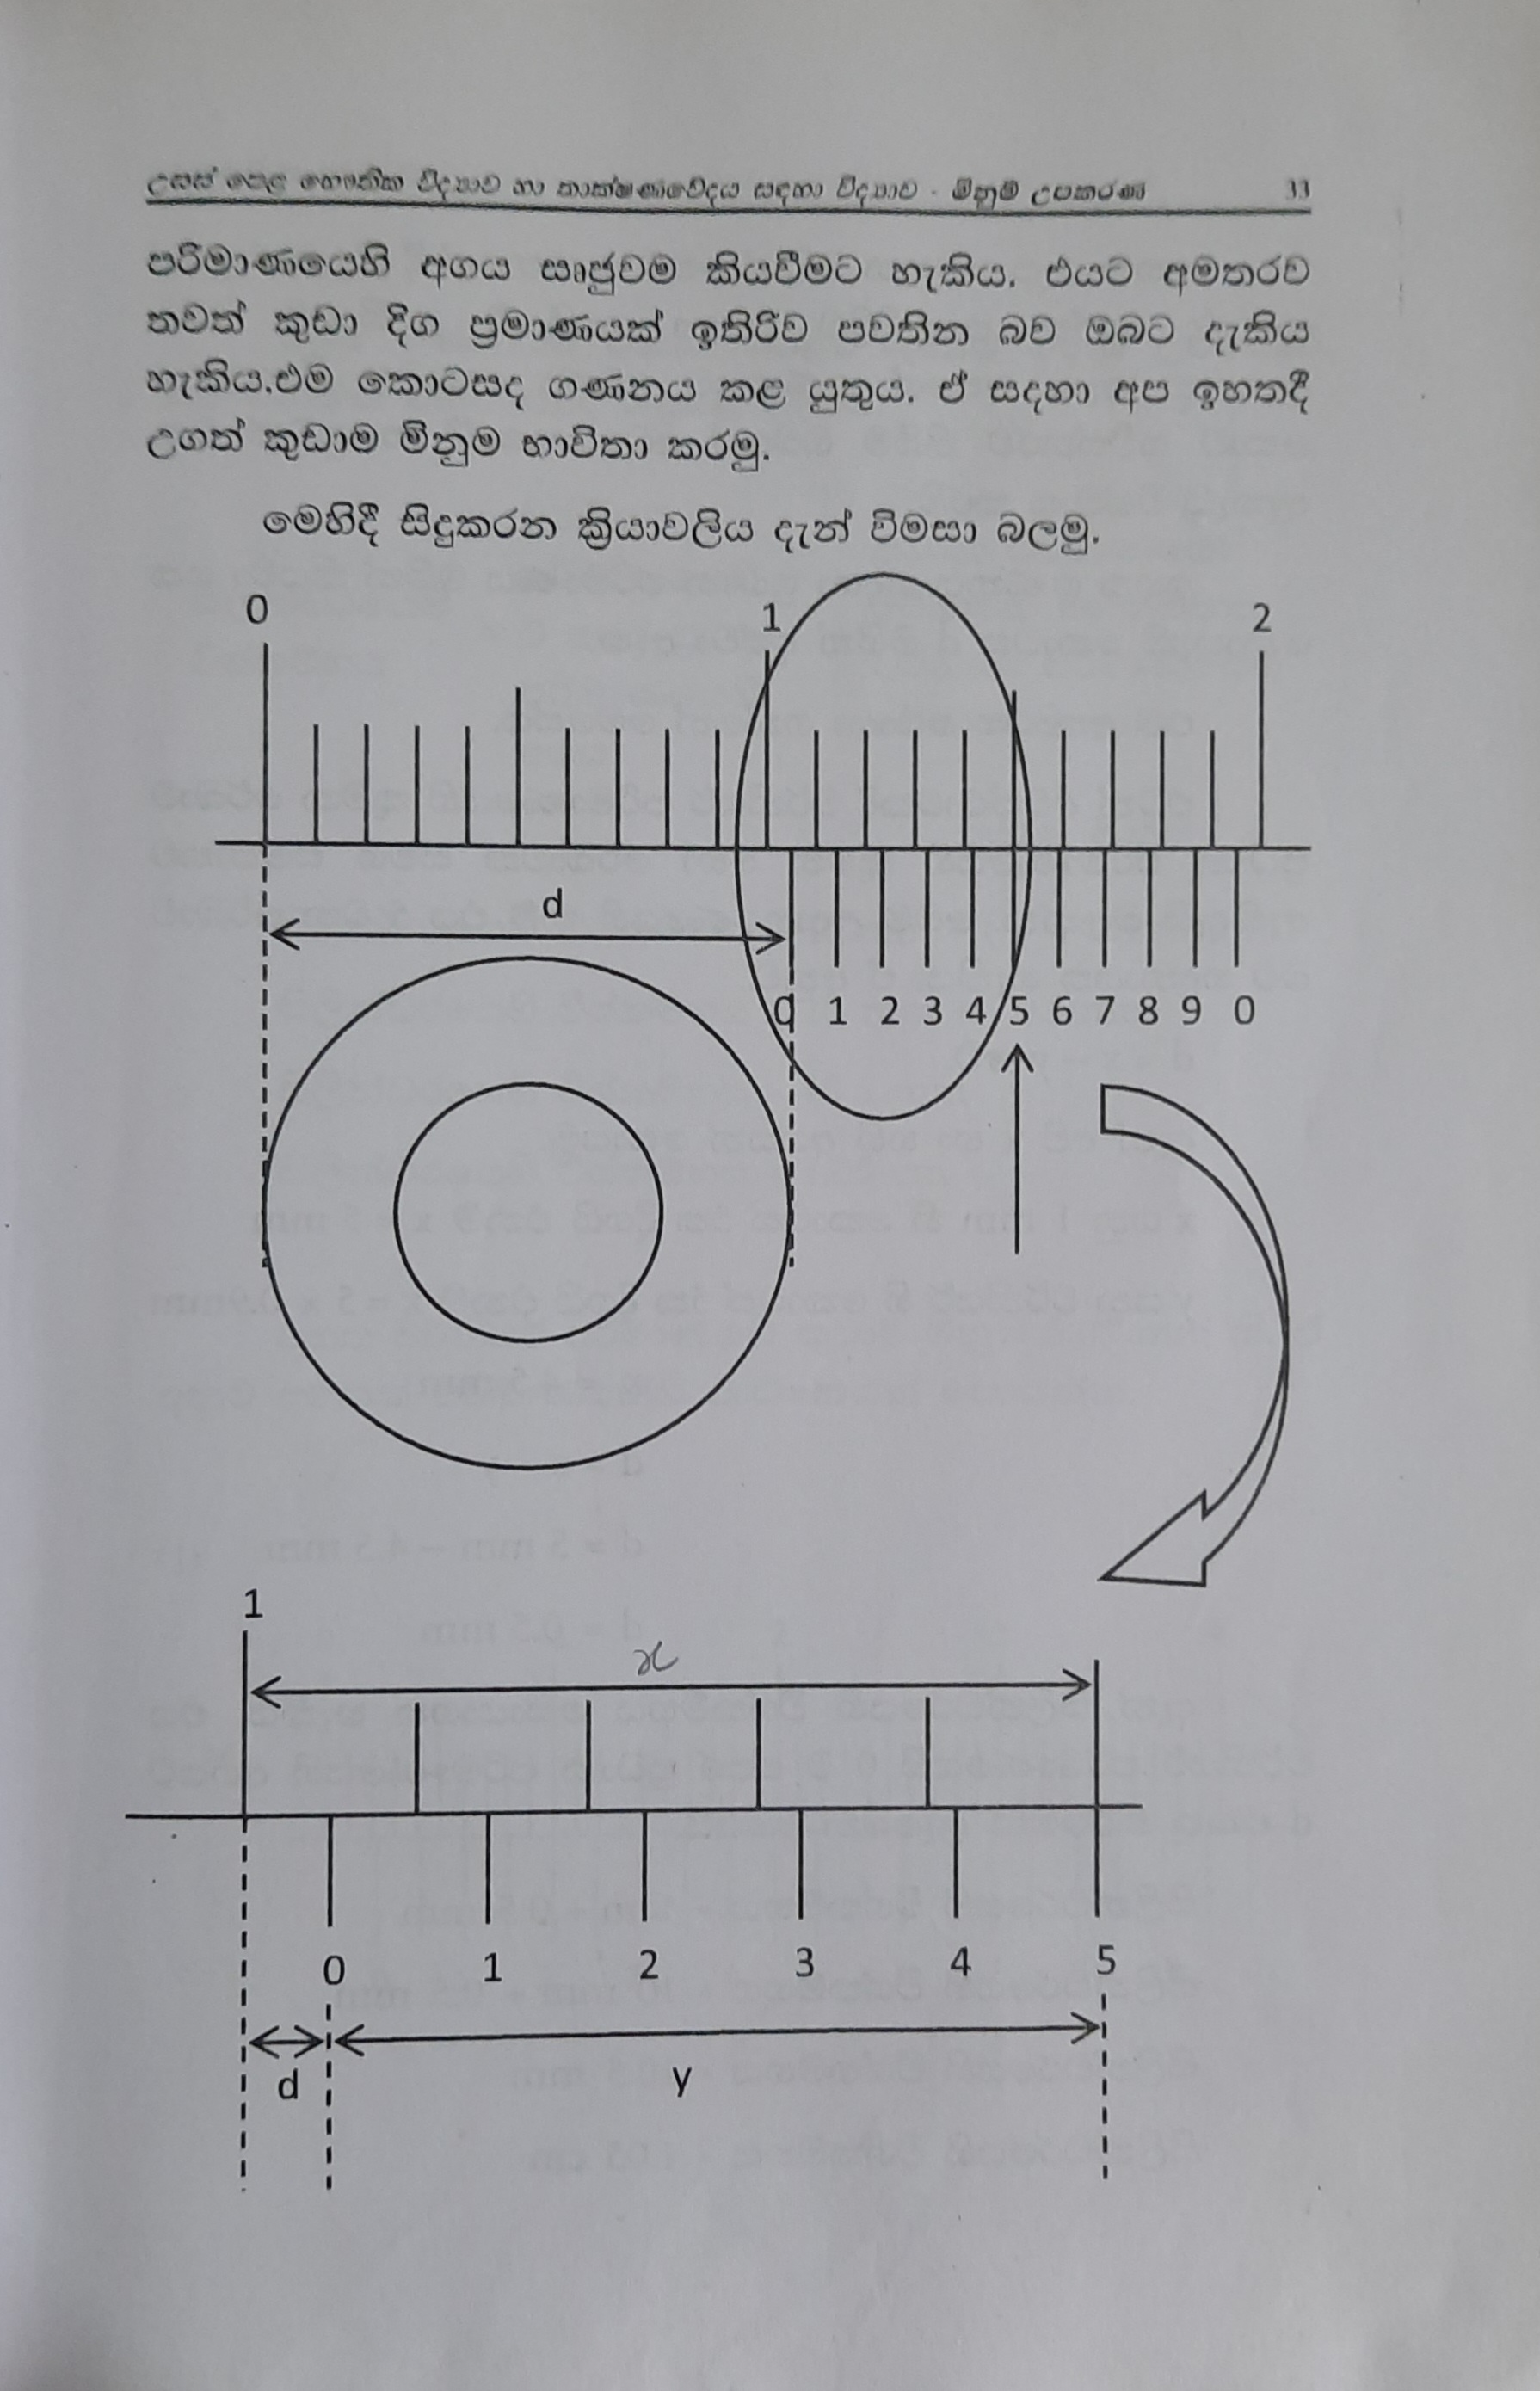 උසස් පෙළ භෞතික විද්‍යාව හා තාක්ෂණවේදය සඳහා විද්‍යාව - මිනුම් උපකරණ 33
පරිමාණයෙහි අගය සෘජුවම කියවීමට හැකිය. එයට අමතරව
තවත් කුඩා දිග ප්‍රමාණයක් ඉතිරිව පවතින බව ඔබට දැකිය
හැකිය.එම කොටසද ගණනය කළ යුතුය. ඒ සදහා අප ඉහතදී
උගත් කුඩාම මිනුම භාවිතා කරමු.
මෙහිදී සිදුකරන ක්‍රියාවලිය දැන් විමසා බලමු.
0 1 2
d
0 1 2 3 4 5 6 7 8 9 0
1
x
0 1 2 3 4 5
d y